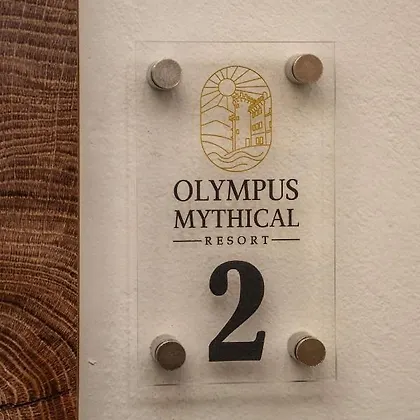 OLYMPUS
MYTHICAL
RESORT
2